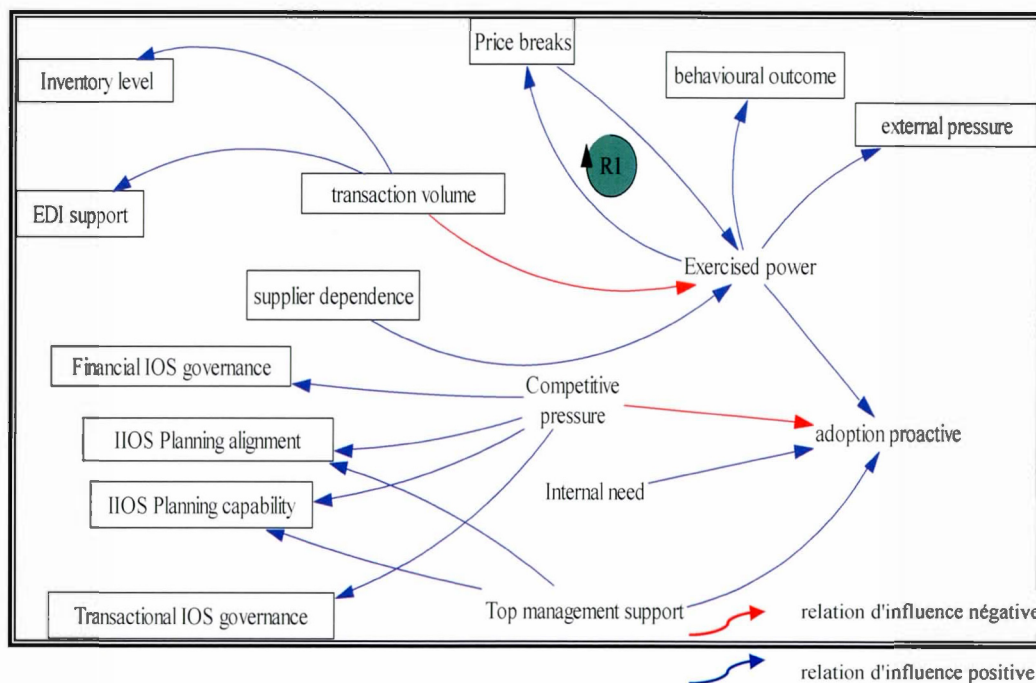 Price breaks
behavioural outcome
Inventory level
external pressure
R1
transaction volume
EDI support
Exercised power
supplier dependence
Financial IOS governance
Competitive
pressure
IIOS Planning alignment
adoption proactive
IIOS Planning capability
Internal need
Transactional IOS governance
Top management support
relation d'influence négative
relation d'influence positive